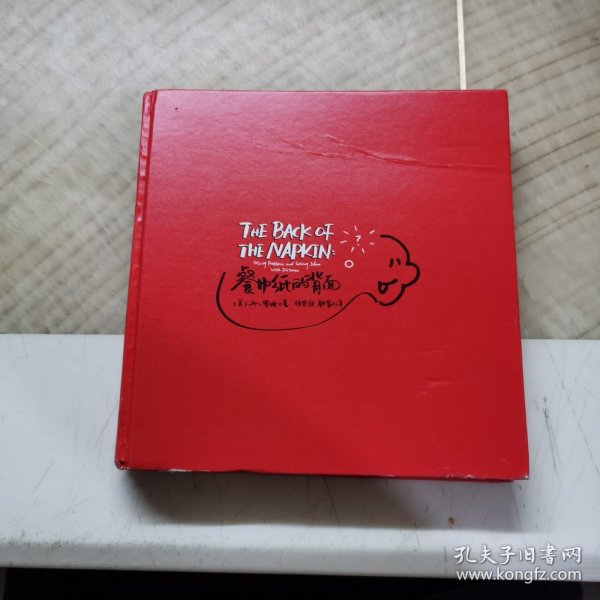 THE BACK OF
THE NAPKIN:
Solving Problems and Selling Ideas
with Pictures
?
餐巾纸的背面
孔夫子旧书网
www.kongfz.com